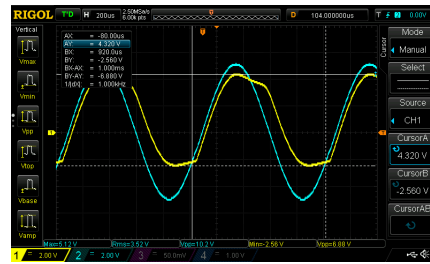 RIGOL T'D H 200us 2.50MSa/s 6.00k pts D 104.000000us T 2 0.00V
Vertical
Vmax
Vmin
Vpp
Vtop
Vbase
Vamp
AX: = -80.00us
AY: = 4.320 V
BX: = 920.0us
BY: = -2.560 V
BX-AX: = 1.000ms
BY-AY: = -6.880 V
1/|dX|: = 1.000kHz
Cursor
Mode
Manual
Select
Source
CH1
CursorA
4.320 V
CursorB
-2.560 V
CursorAB
Max=5.12 V Rms=3.52 V Vpp=10.2 V Min=-2.56 V Vpp=6.88 V
1 = 2.00 V 2 = 2.00 V 3 = 50.0mV 4 = 1.00 V